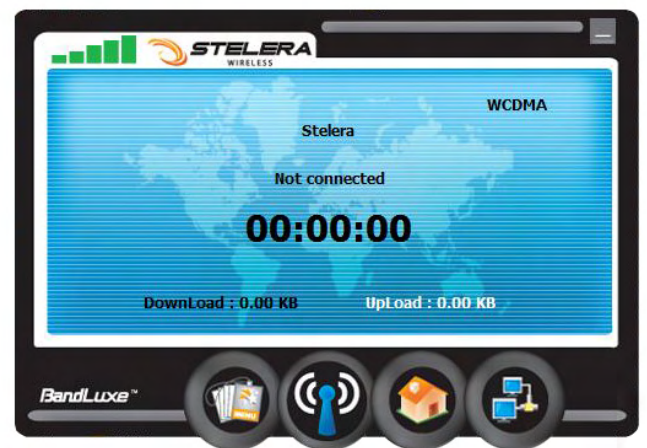 STELERA
WIRELESS
WCDMA
Stelera
Not connected
00:00:00
DownLoad : 0.00 KB UpLoad : 0.00 KB
BandLuxe™
MENU